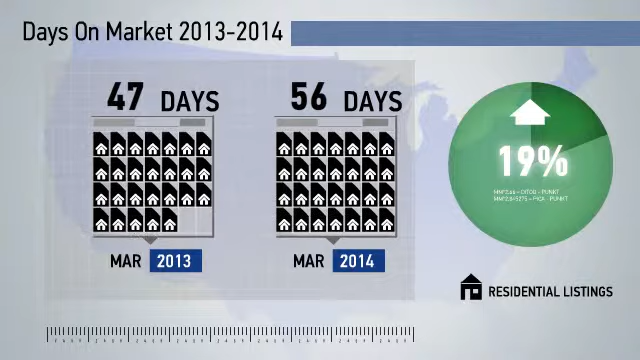 Days On Market 2013-2014
47 DAYS
56 DAYS
19%
MAR 2013
MAR 2014
RESIDENTIAL LISTINGS